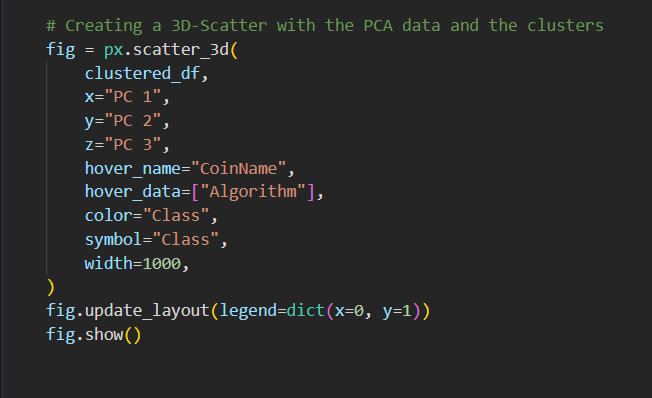 # Creating a 3D-Scatter with the PCA data and the clusters
fig = px.scatter_3d(
    clustered_df,
    x="PC 1",
    y="PC 2",
    z="PC 3",
    hover_name="CoinName",
    hover_data=["Algorithm"],
    color="Class",
    symbol="Class",
    width=1000,
)
fig.update_layout(legend=dict(x=0, y=1))
fig.show()